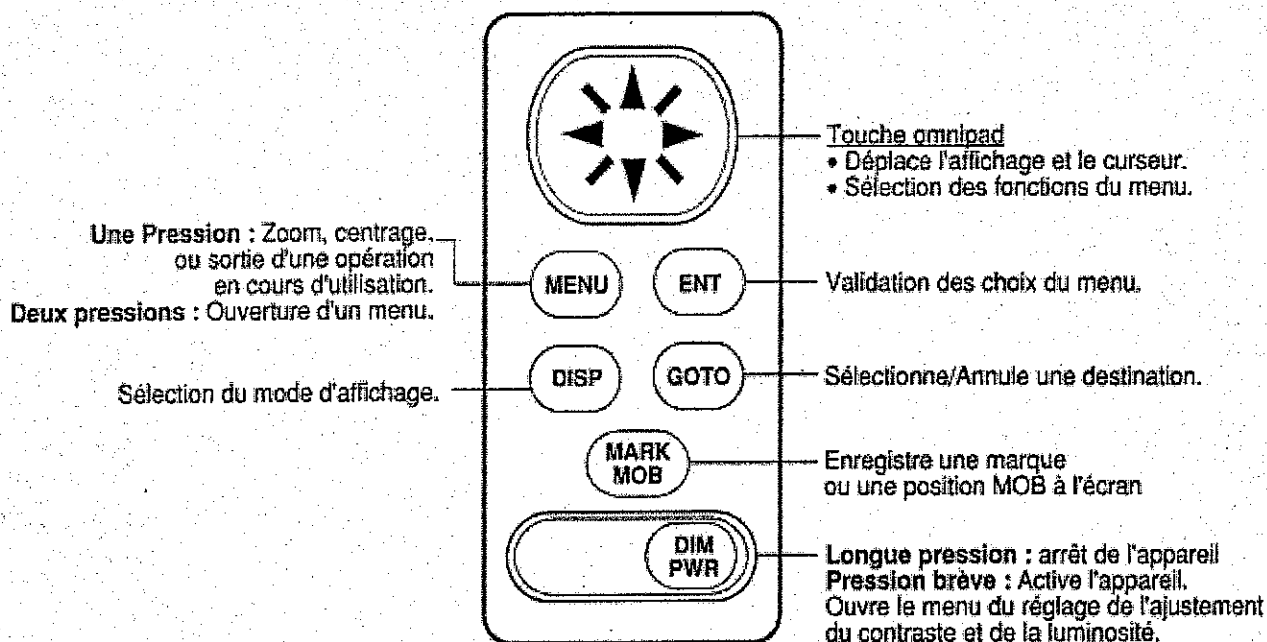 Touche omnipad
• Déplace l'affichage et le curseur.
• Sélection des fonctions du menu.
Une Pression : Zoom, centrage,
ou sortie d'une opération
en cours d'utilisation.
Deux pressions : Ouverture d'un menu.
MENU
ENT
Validation des choix du menu.
Sélection du mode d'affichage.
DISP
GOTO
Sélectionne/Annule une destination.
MARK
MOB
Enregistre une marque
ou une position MOB à l'écran
DIM
PWR
Longue pression : arrêt de l'appareil
Pression brève : Active l'appareil.
Ouvre le menu du réglage de l'ajustement
du contraste et de la luminosité.